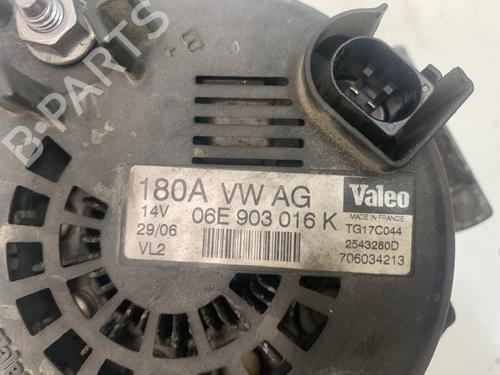 B-PARTS
B+
180A VW AG
14V 06E 903 016 K
29/06
VL2
Valeo
MADE IN FRANCE
TG17C044
2543280D
706034213